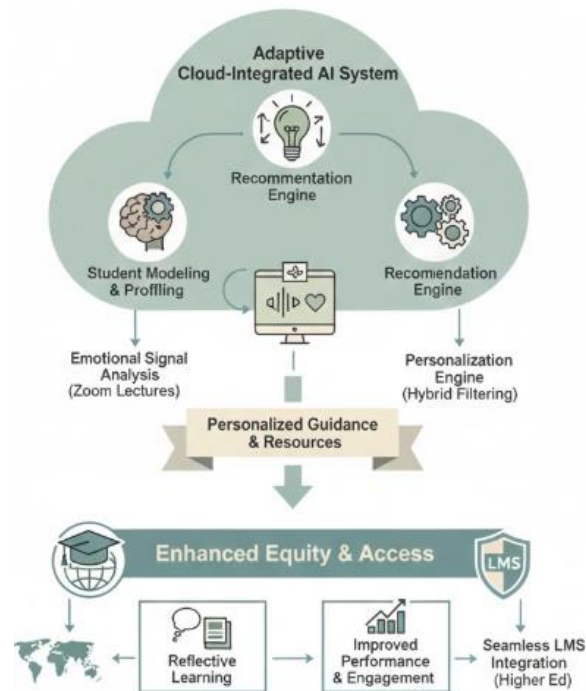 Adaptive
Cloud-Integrated AI System
Recommentation
Engine
Student Modeling
& Proffling
Recomendation
Engine
Emotional Signal
Analysis
(Zoom Lectures)
Personalization
Engine
(Hybrid Filtering)
Personalized Guidance
& Resources
Enhanced Equity & Access
LMS
Reflective
Learning
Improved
Performance
& Engagement
Seamless LMS
Integration
(Higher Ed)